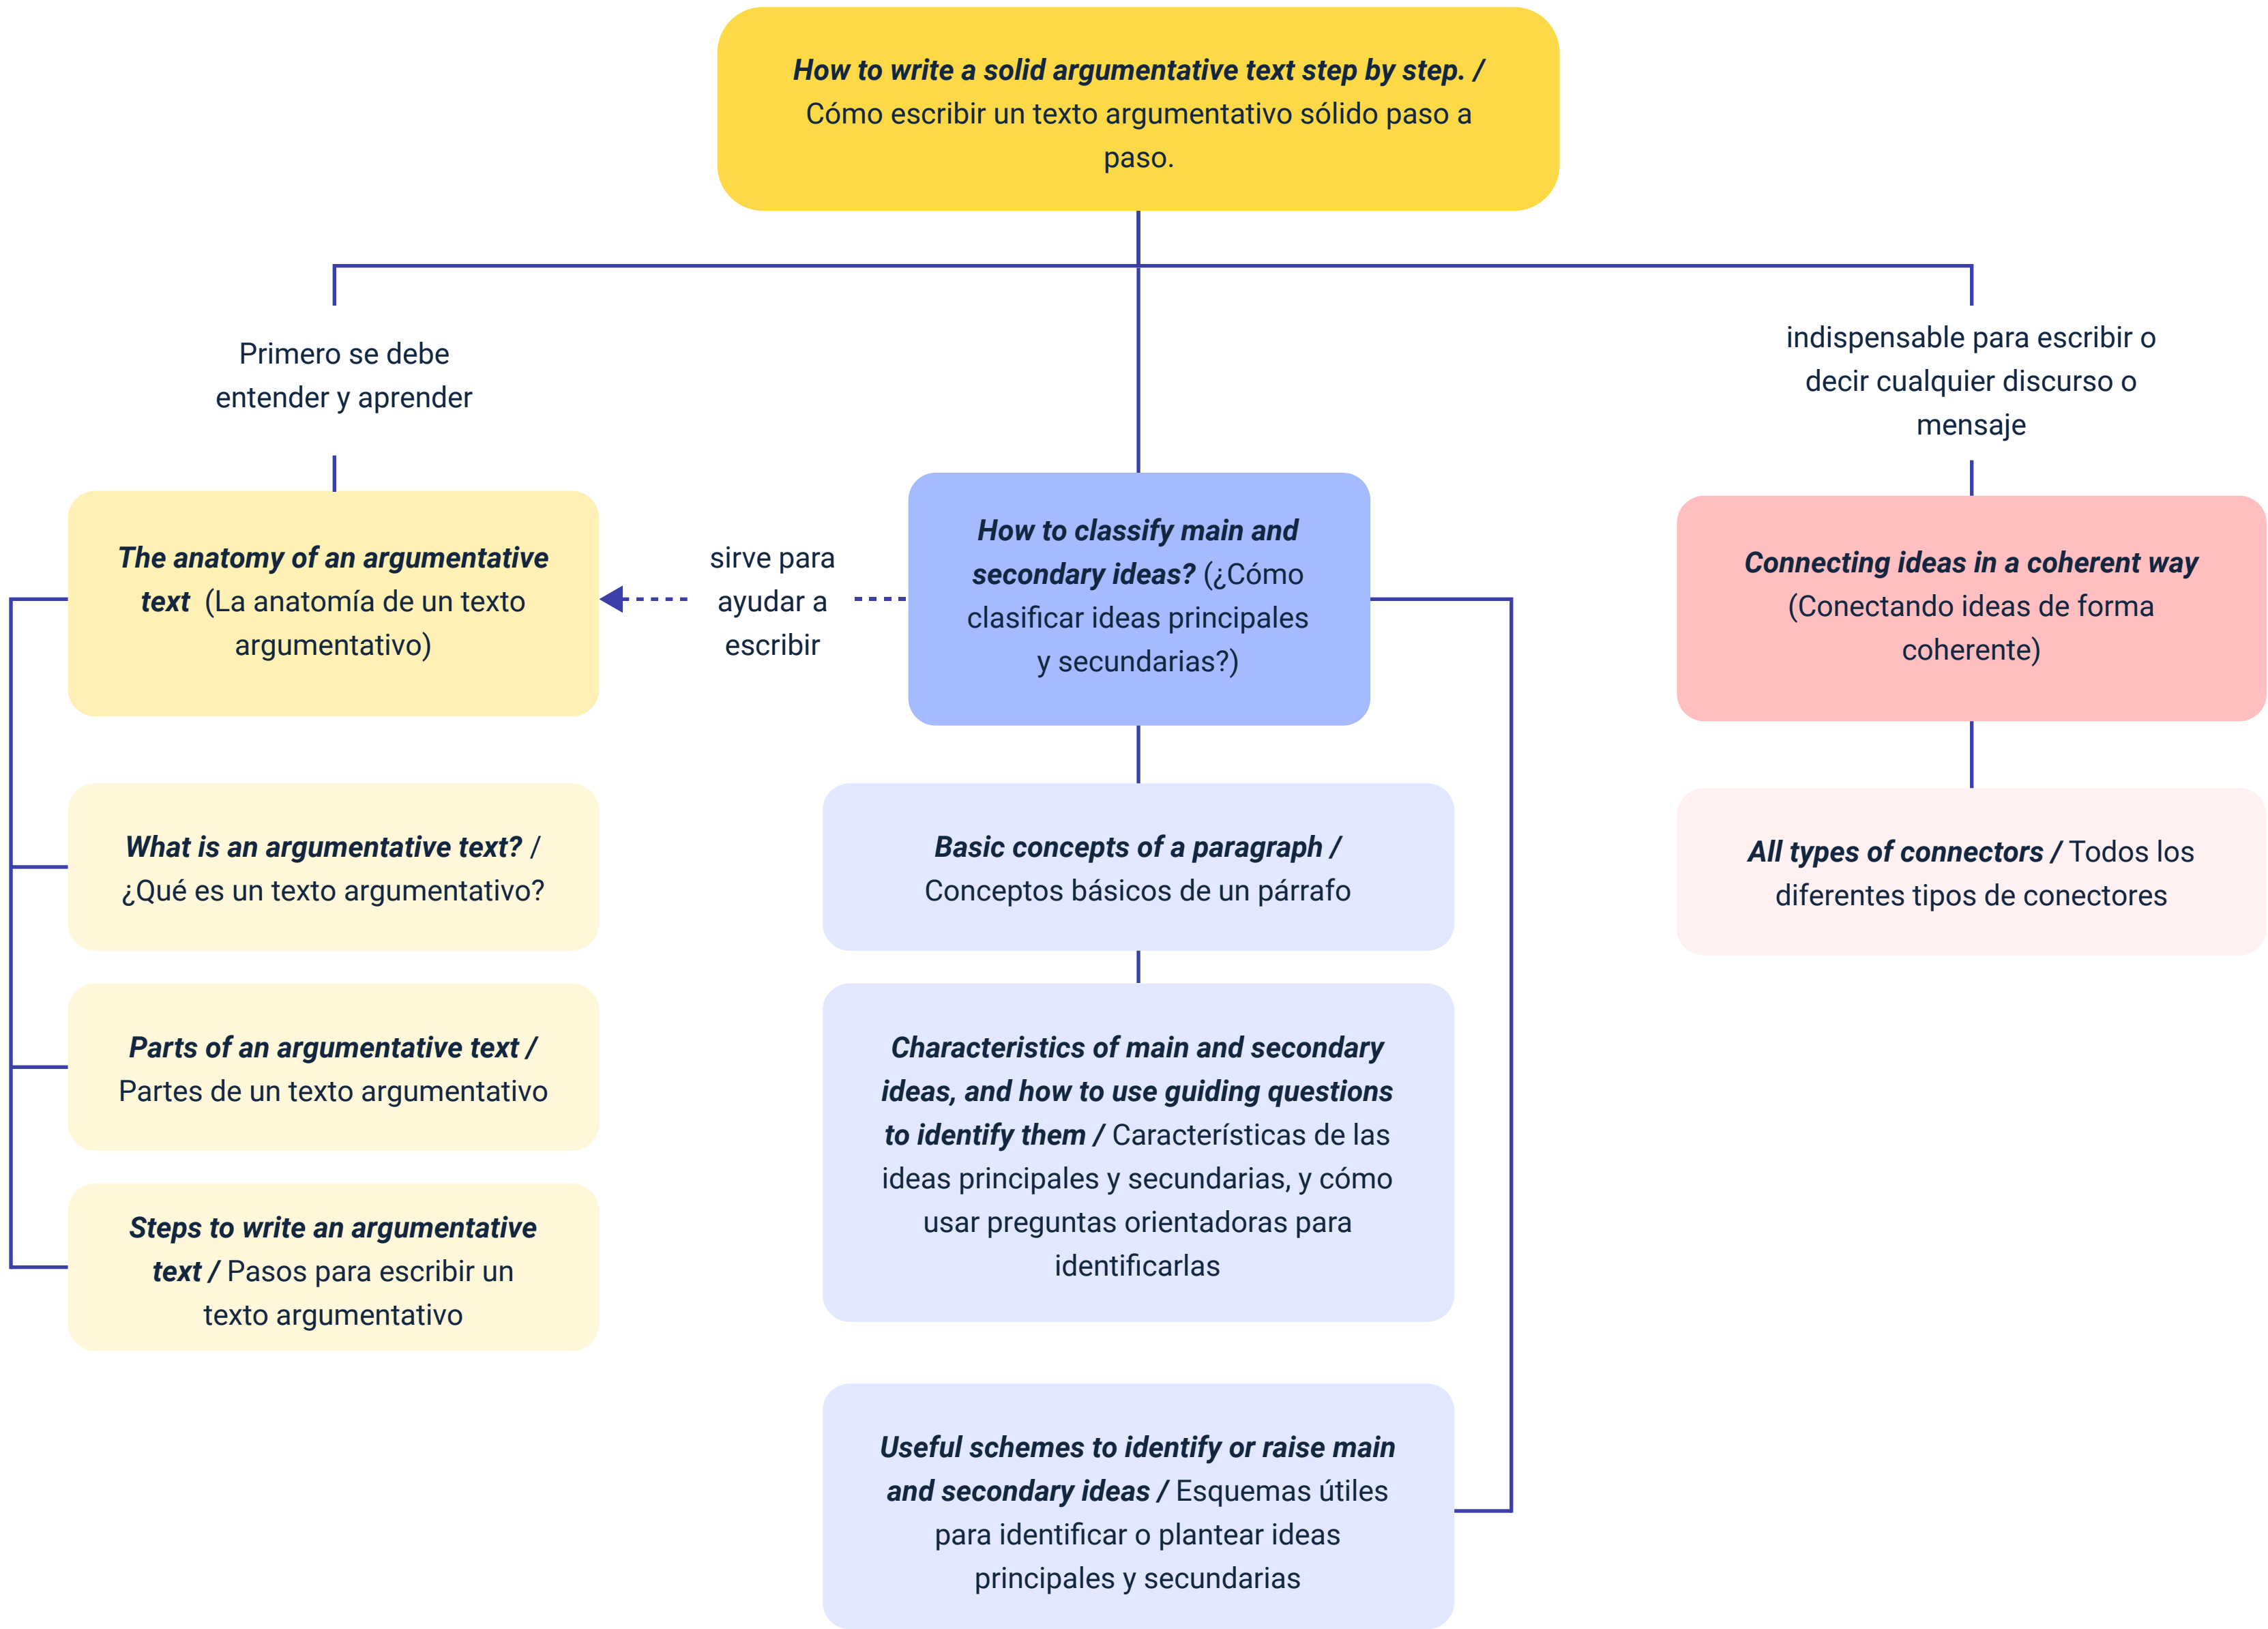 How to write a solid argumentative text step by step. /
Cómo escribir un texto argumentativo sólido paso a
paso.
Primero se debe
entender y aprender
indispensable para escribir o
decir cualquier discurso o
mensaje
The anatomy of an argumentative
text (La anatomía de un texto
argumentativo)
sirve para
ayudar a
escribir
How to classify main and
secondary ideas? (¿Cómo
clasificar ideas principales
y secundarias?)
Connecting ideas in a coherent way
(Conectando ideas de forma
coherente)
What is an argumentative text? /
¿Qué es un texto argumentativo?
Basic concepts of a paragraph /
Conceptos básicos de un párrafo
All types of connectors / Todos los
diferentes tipos de conectores
Parts of an argumentative text /
Partes de un texto argumentativo
Characteristics of main and secondary
ideas, and how to use guiding questions
to identify them / Características de las
ideas principales y secundarias, y cómo
usar preguntas orientadoras para
identificarlas
Steps to write an argumentative
text / Pasos para escribir un
texto argumentativo
Useful schemes to identify or raise main
and secondary ideas / Esquemas útiles
para identificar o plantear ideas
principales y secundarias